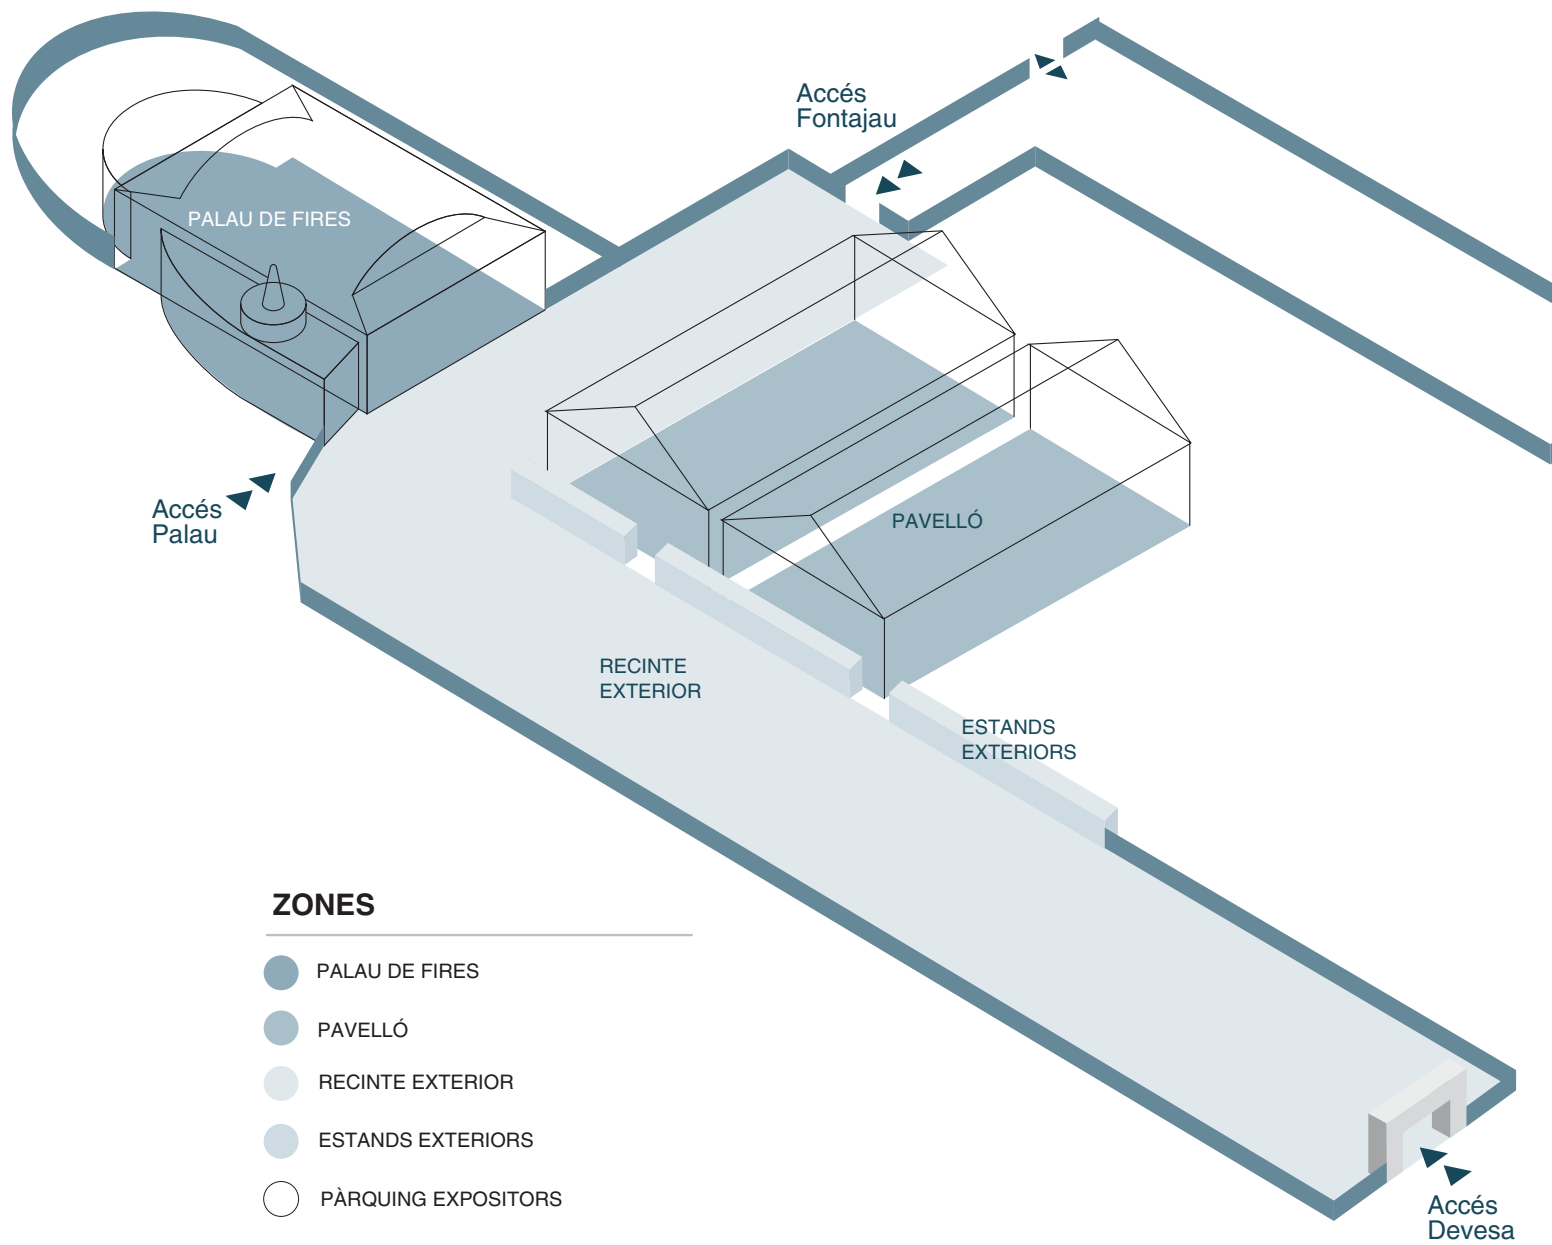 Accés
Fontajau
PALAU DE FIRES
Accés
Palau
PAVELLÓ
RECINTE
EXTERIOR
ESTANDS
EXTERIORS
ZONES
PALAU DE FIRES
PAVELLÓ
RECINTE EXTERIOR
ESTANDS EXTERIORS
PÀRQUING EXPOSITORS
Accés
Devesa